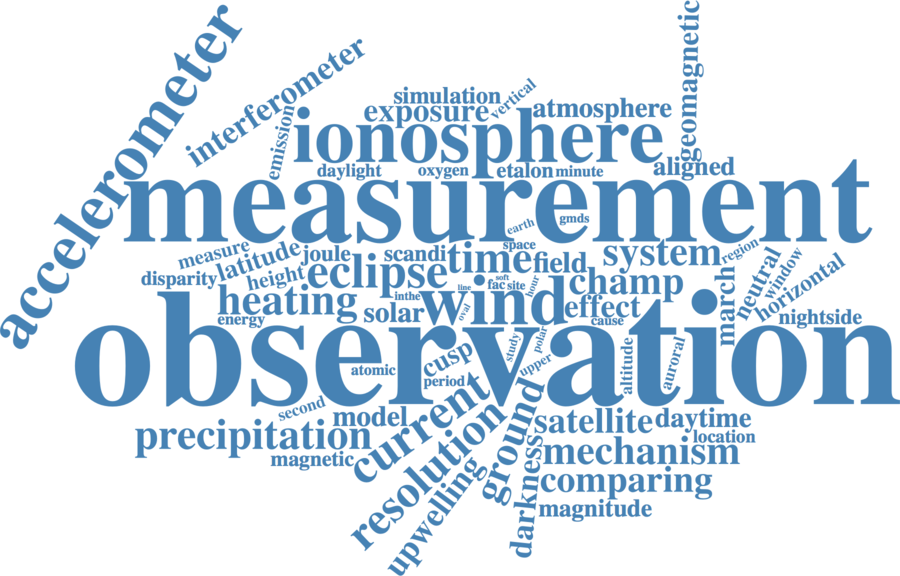 accelerometer
interferometer
geomagnetic
simulation
vertical
exposure
atmosphere
emission
ionosphere
daylight
oxygen
etalon
minute
aligned
measurement
earth
gmds
measure
latitude
joule
scandi
time
space
field
system
region
disparity
height
eclipse
soft
fac
site
hour
champ
march
neutral
window
horizontal
heating
inthe
line
wind
effect
energy
solar
oval
cause
nightside
observation
study
polar
atomic
cusp
period
upper
altitude
auroral
second
model
current
precipitation
magnetic
resolution
upwelling
ground
darkness
satellite
daytime
location
mechanism
comparing
magnitude